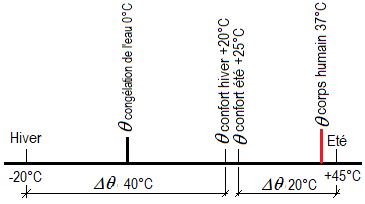 θ congélation de l'eau 0°C
θ confort hiver +20°C
θ confort été +25°C
θ corps humain 37°C
Hiver
Eté
-20°C
+45°C
Δθ : 40°C
Δθ 20°C